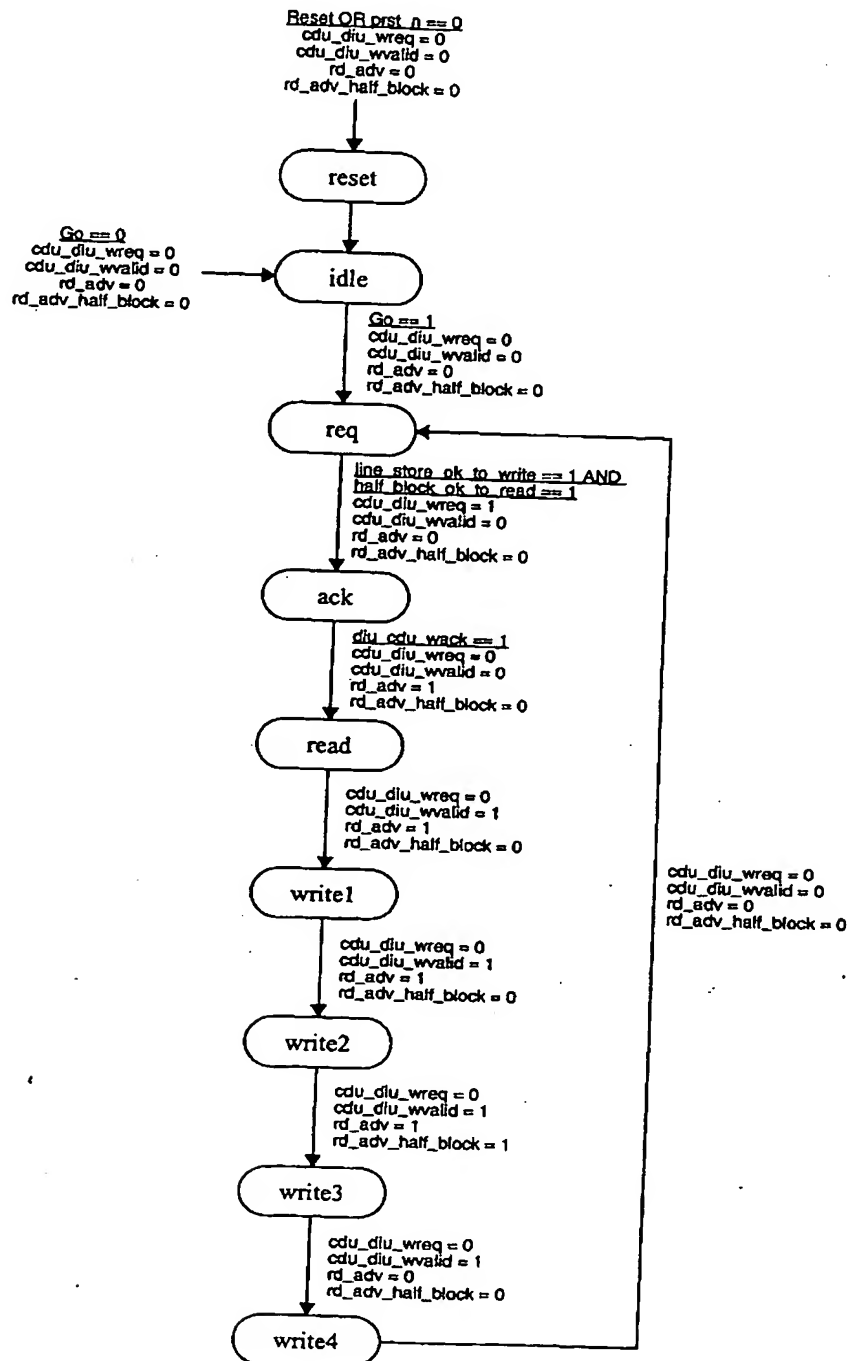 Reset OR prst_n == 0
cdu_diu_wreq = 0
cdu_diu_wvalid = 0
rd_adv = 0
rd_adv_half_block = 0
reset
Go == 0
cdu_diu_wreq = 0
cdu_diu_wvalid = 0
rd_adv = 0
rd_adv_half_block = 0
idle
Go == 1
cdu_diu_wreq = 0
cdu_diu_wvalid = 0
rd_adv = 0
rd_adv_half_block = 0
req
line_store_ok_to_write == 1 AND
half_block_ok_to_read == 1
cdu_diu_wreq = 1
cdu_diu_wvalid = 0
rd_adv = 0
rd_adv_half_block = 0
ack
diu_cdu_wack == 1
cdu_diu_wreq = 0
cdu_diu_wvalid = 0
rd_adv = 1
rd_adv_half_block = 0
read
cdu_diu_wreq = 0
cdu_diu_wvalid = 1
rd_adv = 1
rd_adv_half_block = 0
write1
cdu_diu_wreq = 0
cdu_diu_wvalid = 1
rd_adv = 1
rd_adv_half_block = 0
write2
cdu_diu_wreq = 0
cdu_diu_wvalid = 1
rd_adv = 1
rd_adv_half_block = 1
write3
cdu_diu_wreq = 0
cdu_diu_wvalid = 1
rd_adv = 0
rd_adv_half_block = 0
write4
cdu_diu_wreq = 0
cdu_diu_wvalid = 0
rd_adv = 0
rd_adv_half_block = 0